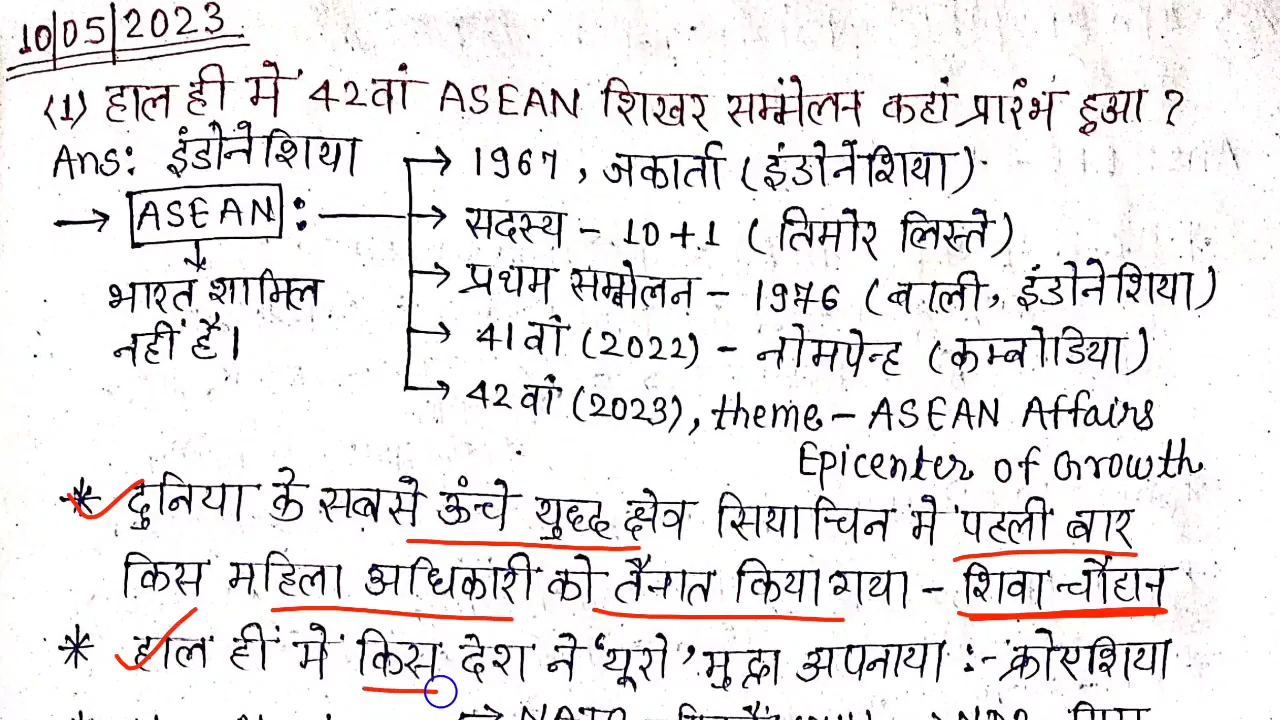 10/05/2023
(1) हाल ही में 42वां ASEAN शिखर सम्मेलन कहां प्रारंभ हुआ ?
Ans: इंडोनेशिया
→ 1967, जकार्ता (इंडोनेशिया)
→ ASEAN :
→ सदस्य - 10+1 (तिमोर लिस्ते)
भारत शामिल
नहीं है।
→ प्रथम सम्मेलन - 1976 (बाली, इंडोनेशिया)
→ 41वां (2022) - नोमपेन्ह (कम्बोडिया)
→ 42वां (2023), theme - ASEAN Affairs
Epicenter of Growth
* दुनिया के सबसे ऊंचे युध्द क्षेत्र सियाचिन में पहली बार
किस महिला अधिकारी को तैनात किया गया - शिवा चौहान
* हाल हीं में किस देश ने 'यूरो' मुद्रा अपनाया :- क्रोएशिया